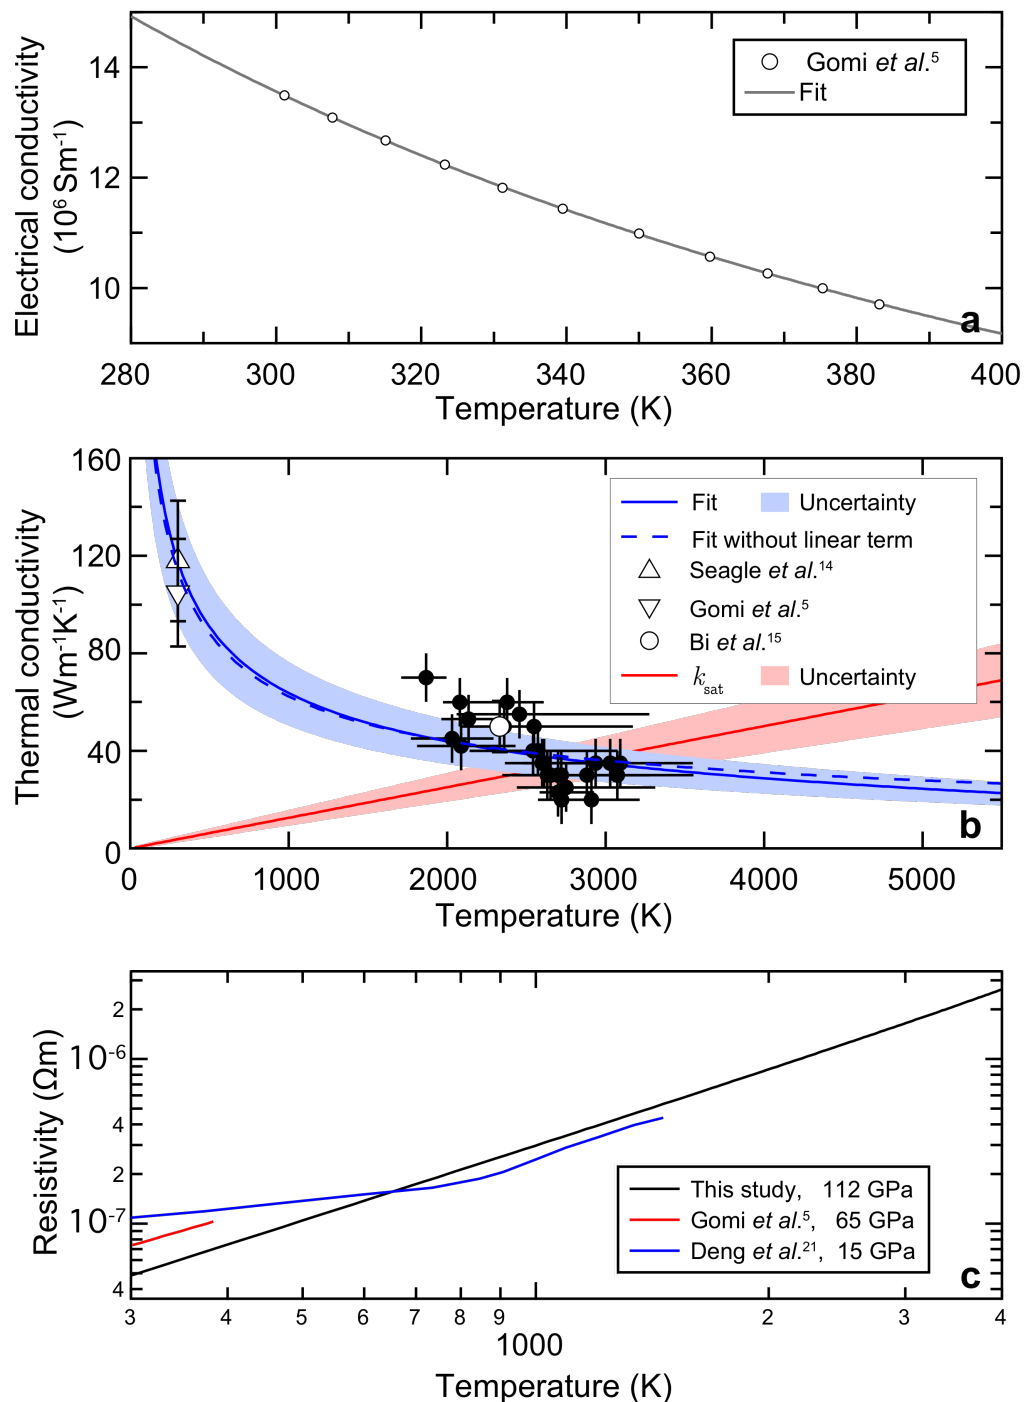 14
12
10
Electrical conductivity
(10⁶ Sm⁻¹)
Gomi et al.⁵
Fit
a
280 300 320 340 360 380 400
Temperature (K)
160
120
80
40
0
Thermal conductivity
(Wm⁻¹K⁻¹)
Fit Uncertainty
Fit without linear term
Seagle et al.¹⁴
Gomi et al.⁵
Bi et al.¹⁵
k_sat Uncertainty
b
0 1000 2000 3000 4000 5000
Temperature (K)
2
10⁻⁶
4
2
10⁻⁷
4
Resistivity (Ωm)
This study, 112 GPa
Gomi et al.⁵, 65 GPa
Deng et al.²¹, 15 GPa
c
3 4 5 6 7 8 9 2 3 4
1000
Temperature (K)